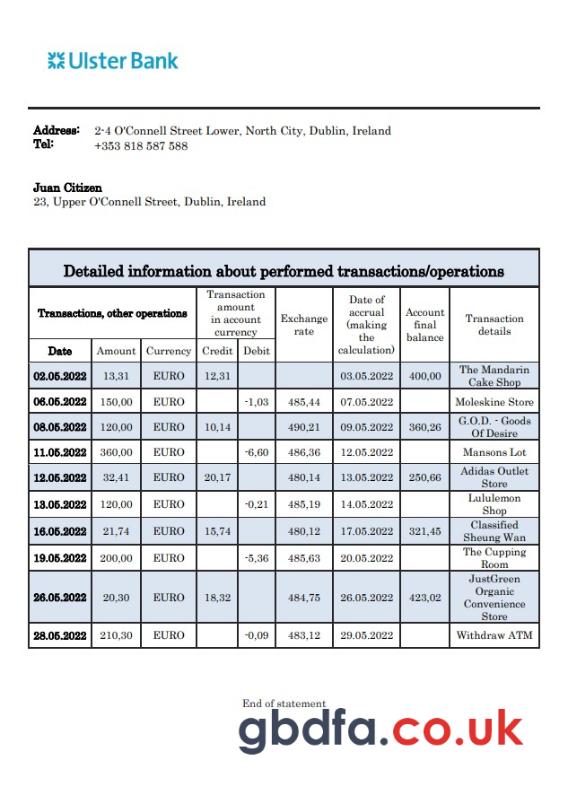 Ulster Bank
Address: 2-4 O'Connell Street Lower, North City, Dublin, Ireland
Tel: +353 818 587 588
Juan Citizen
23, Upper O'Connell Street, Dublin, Ireland
Detailed information about performed transactions/operations
Transactions, other operations
Transaction
amount
in account
currency
Exchange
rate
Date of
accrual
(making
the
calculation)
Account
final
balance
Transaction
details
Date Amount Currency Credit Debit
02.05.2022 13,31 EURO 12,31 03.05.2022 400,00 The Mandarin
Cake Shop
06.05.2022 150,00 EURO -1,03 485,44 07.05.2022 Moleskine Store
08.05.2022 120,00 EURO 10,14 490,21 09.05.2022 360,26 G.O.D. - Goods
Of Desire
11.05.2022 360,00 EURO -6,60 486,36 12.05.2022 Mansons Lot
12.05.2022 32,41 EURO 20,17 480,14 13.05.2022 250,66 Adidas Outlet
Store
13.05.2022 120,00 EURO -0,21 485,19 14.05.2022 Lululemon
Shop
16.05.2022 21,74 EURO 15,74 480,12 17.05.2022 321,45 Classified
Sheung Wan
19.05.2022 200,00 EURO -5,36 485,63 20.05.2022 The Cupping
Room
26.05.2022 20,30 EURO 18,32 484,75 26.05.2022 423,02 JustGreen
Organic
Convenience
Store
28.05.2022 210,30 EURO -0,09 483,12 29.05.2022 Withdraw ATM
End of statement
gbdfa.co.uk